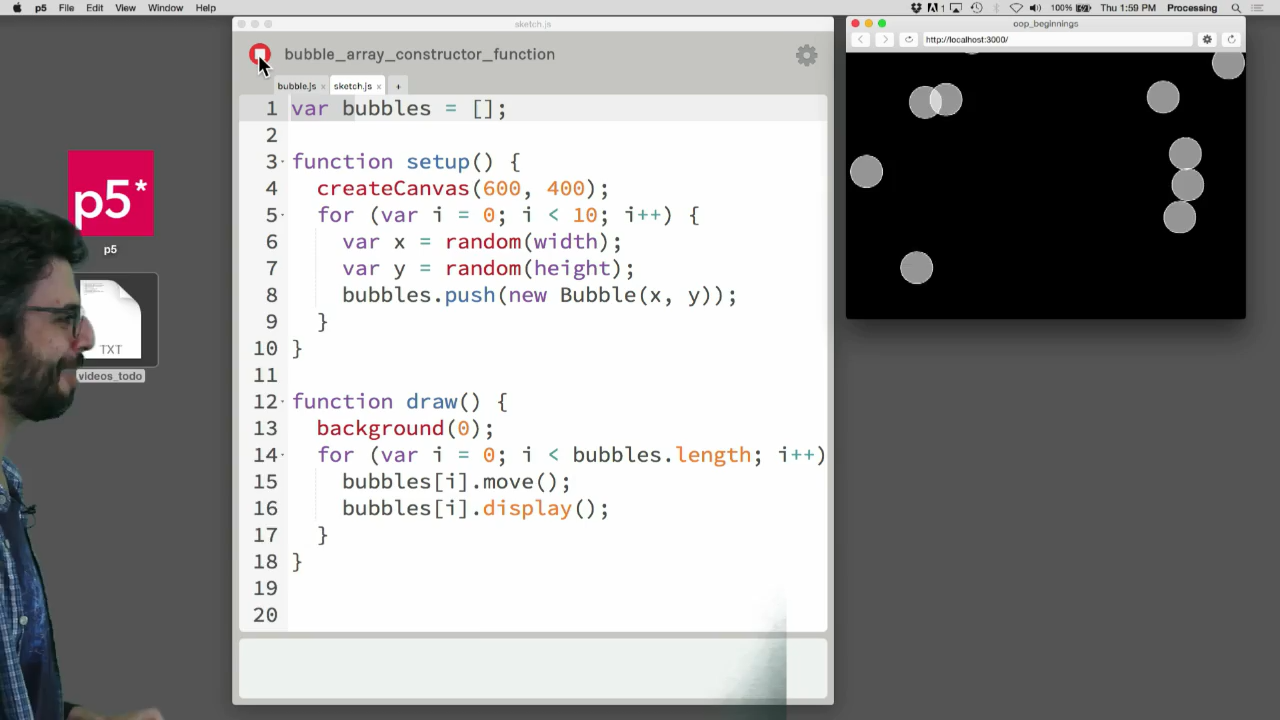 p5 File Edit View Window Help
1 100% Thu 1:59 PM Processing
sketch.js
bubble_array_constructor_function
bubble.js x sketch.js x +
1 var bubbles = [];
2
3 function setup() {
4 createCanvas(600, 400);
5 for (var i = 0; i < 10; i++) {
6 var x = random(width);
7 var y = random(height);
8 bubbles.push(new Bubble(x, y));
9 }
10 }
11
12 function draw() {
13 background(0);
14 for (var i = 0; i < bubbles.length; i++)
15 bubbles[i].move();
16 bubbles[i].display();
17 }
18 }
19
20
oop_beginnings
http://localhost:3000/
p5*
p5
TXT
videos_todo